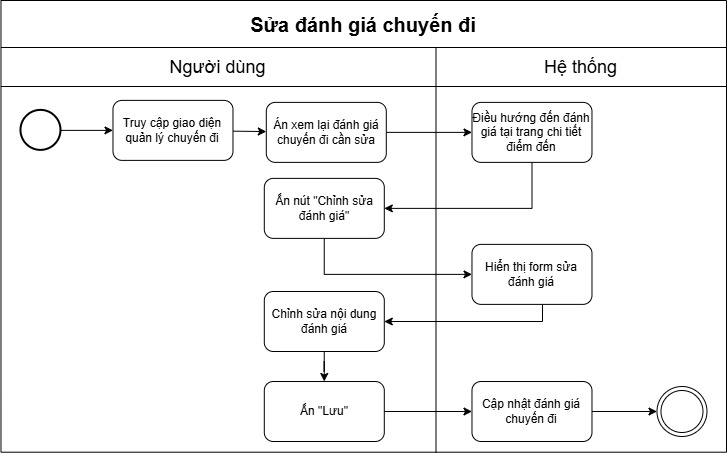 Sửa đánh giá chuyến đi
Người dùng
Hệ thống
Truy cập giao diện
quản lý chuyến đi
Ấn xem lại đánh giá
chuyến đi cần sửa
Điều hướng đến đánh
giá tại trang chi tiết
điểm đến
Ấn nút "Chỉnh sửa
đánh giá"
Hiển thị form sửa
đánh giá
Chỉnh sửa nội dung
đánh giá
Ấn "Lưu"
Cập nhật đánh giá
chuyến đi